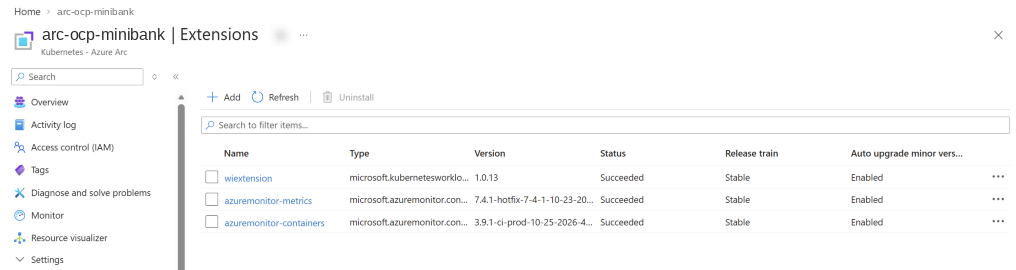 Home > arc-ocp-minibank
arc-ocp-minibank | Extensions ...
Kubernetes - Azure Arc
Search
Overview
Activity log
Access control (IAM)
Tags
Diagnose and solve problems
Monitor
Resource visualizer
Settings
Add Refresh Uninstall
Search to filter items...
Name Type Version Status Release train Auto upgrade minor vers...
wiextension microsoft.kubernetesworklo... 1.0.13 Succeeded Stable Enabled ...
azuremonitor-metrics microsoft.azuremonitor.con... 7.4.1-hotfix-7-4-1-10-23-20... Succeeded Stable Enabled ...
azuremonitor-containers microsoft.azuremonitor.con... 3.9.1-ci-prod-10-25-2026-4... Succeeded Stable Enabled ...